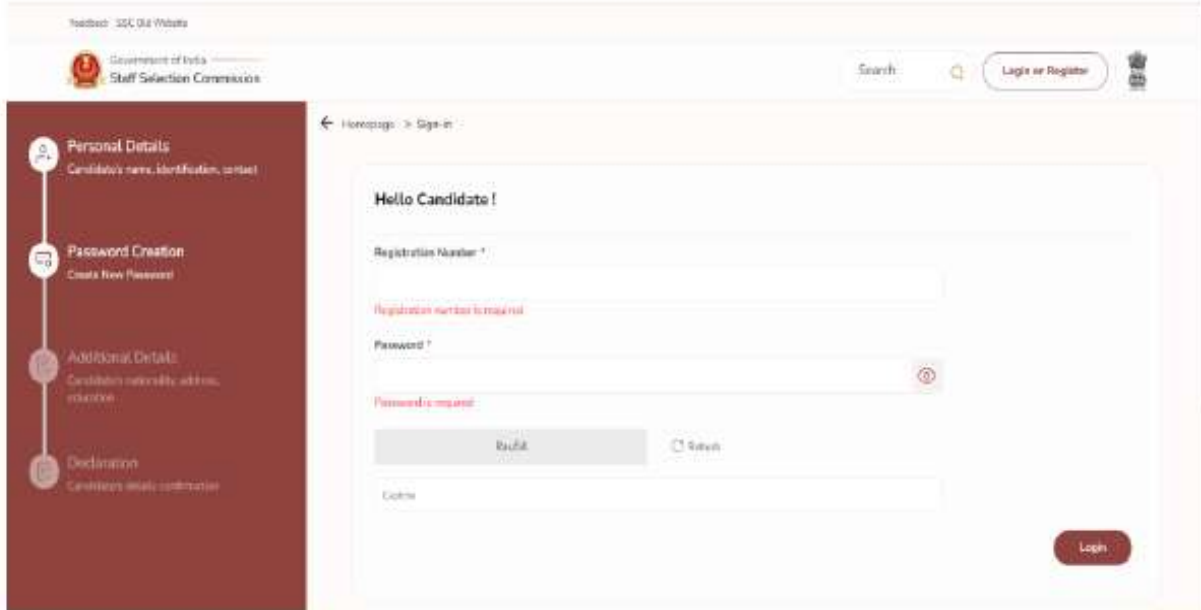 Feedback SSC Old Website
Government of India
Staff Selection Commission
Search
Login or Register
Homepage > Sign-in
Personal Details
Candidate's name, identification, contact
Password Creation
Create New Password
Additional Details
Candidate's nationality, address,
education
Declaration
Candidate's details confirmation
Hello Candidate !
Registration Number *
Registration number is required
Password *
Password is required
Refresh
Captcha
Login